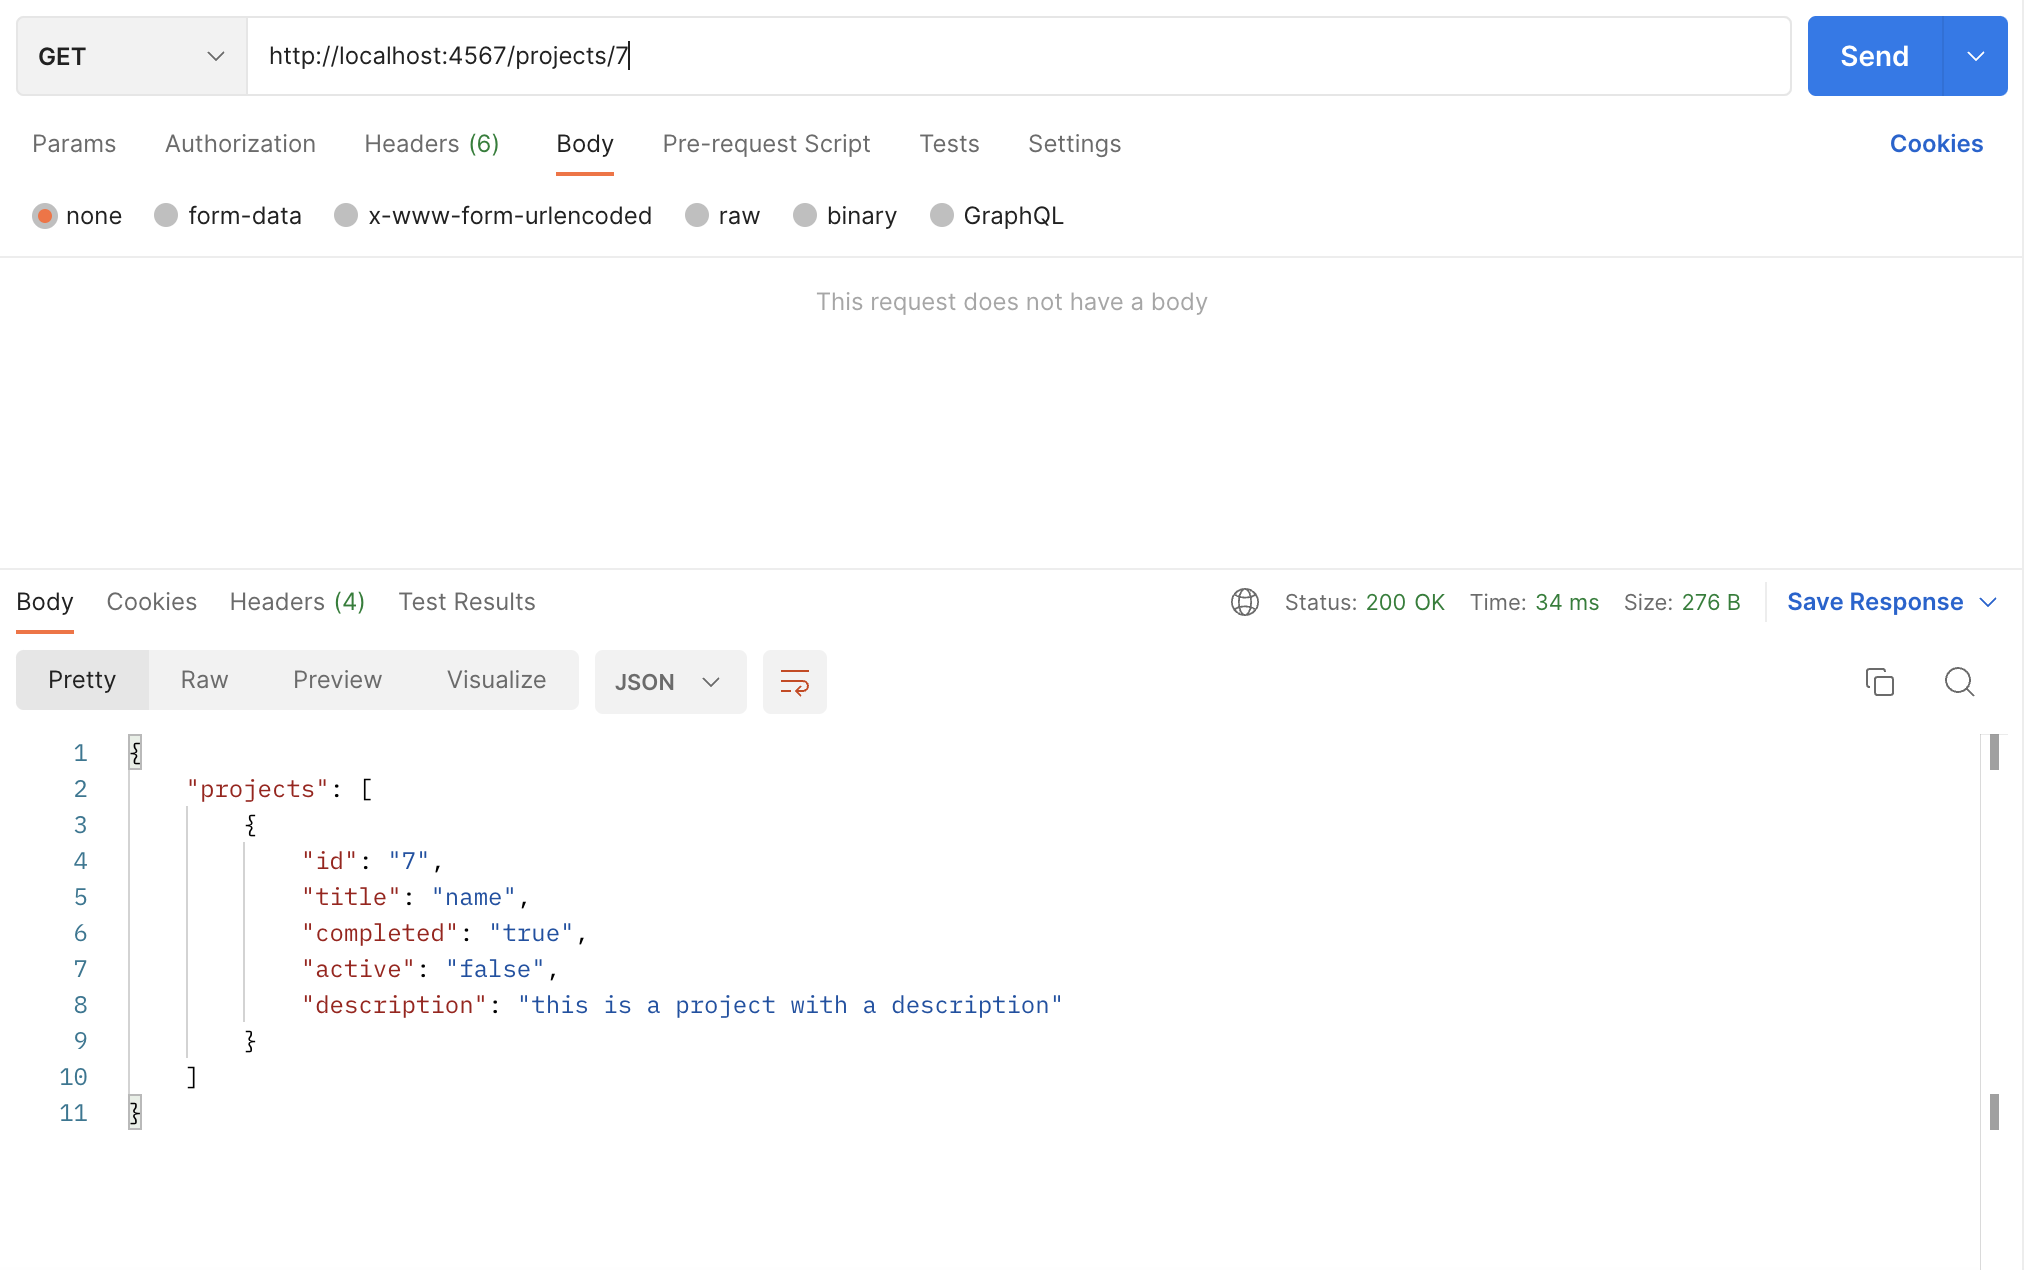 GET http://localhost:4567/projects/7 Send
Params Authorization Headers (6) Body Pre-request Script Tests Settings Cookies
none form-data x-www-form-urlencoded raw binary GraphQL
This request does not have a body
Body Cookies Headers (4) Test Results Status: 200 OK Time: 34 ms Size: 276 B Save Response
Pretty Raw Preview Visualize JSON
1 {
2 "projects": [
3 {
4 "id": "7",
5 "title": "name",
6 "completed": "true",
7 "active": "false",
8 "description": "this is a project with a description"
9 }
10 ]
11 }